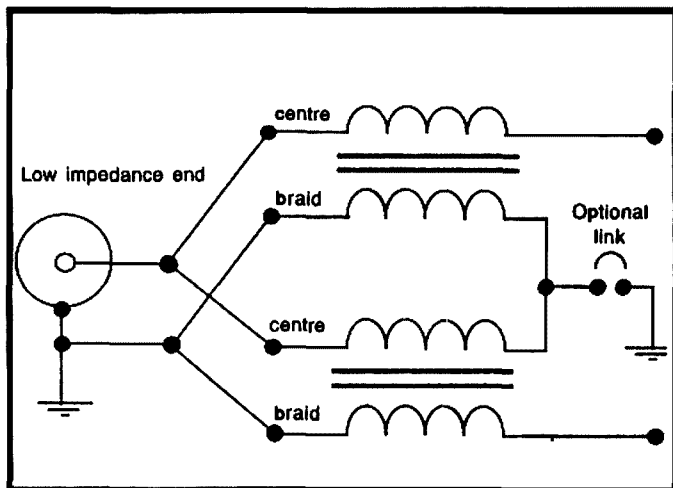 centre
Low impedance end
braid
Optional
link
centre
braid